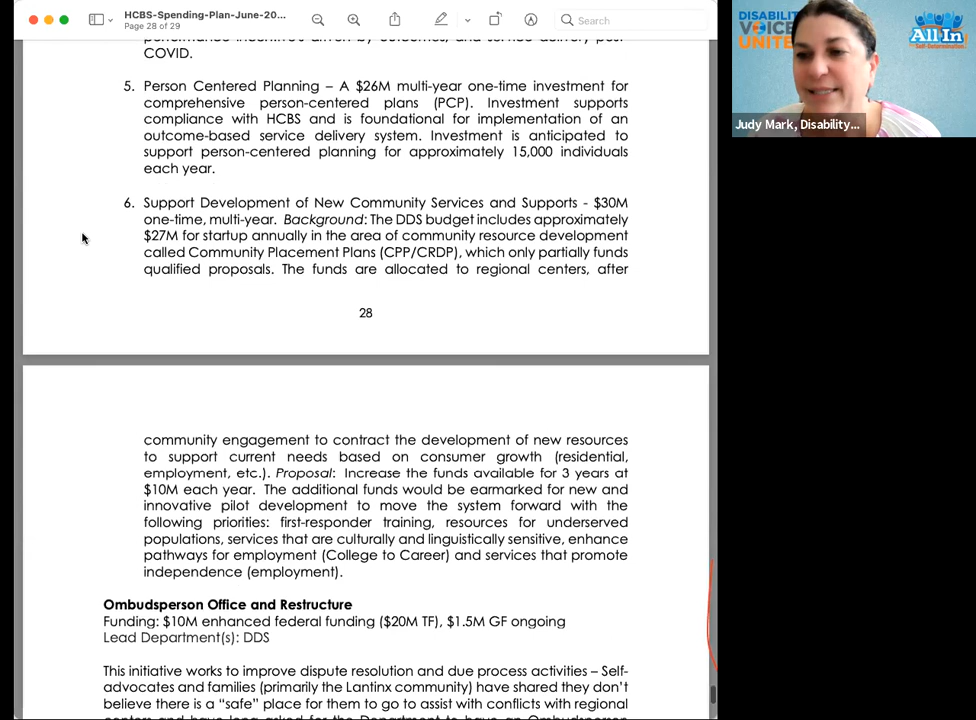 HCBS-Spending-Plan-June-20...
Page 28 of 29
Search
COVID.
5. Person Centered Planning – A $26M multi-year one-time investment for
comprehensive person-centered plans (PCP). Investment supports
compliance with HCBS and is foundational for implementation of an
outcome-based service delivery system. Investment is anticipated to
support person-centered planning for approximately 15,000 individuals
each year.
6. Support Development of New Community Services and Supports - $30M
one-time, multi-year. Background: The DDS budget includes approximately
$27M for startup annually in the area of community resource development
called Community Placement Plans (CPP/CRDP), which only partially funds
qualified proposals. The funds are allocated to regional centers, after
28
community engagement to contract the development of new resources
to support current needs based on consumer growth (residential,
employment, etc.). Proposal: Increase the funds available for 3 years at
$10M each year. The additional funds would be earmarked for new and
innovative pilot development to move the system forward with the
following priorities: first-responder training, resources for underserved
populations, services that are culturally and linguistically sensitive, enhance
pathways for employment (College to Career) and services that promote
independence (employment).
Ombudsperson Office and Restructure
Funding: $10M enhanced federal funding ($20M TF), $1.5M GF ongoing
Lead Department(s): DDS
This initiative works to improve dispute resolution and due process activities – Self-
advocates and families (primarily the Lantinx community) have shared they don't
believe there is a "safe" place for them to go to assist with conflicts with regional
DISABILIT
VOICE
UNITE
All In
for Self-Determination!
Judy Mark, Disability...